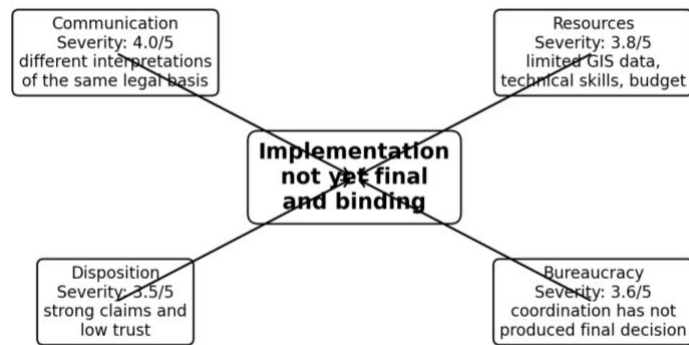 Communication
Severity: 4.0/5
different interpretations
of the same legal basis
Resources
Severity: 3.8/5
limited GIS data,
technical skills, budget
Implementation
not yet final
and binding
Disposition
Severity: 3.5/5
strong claims and
low trust
Bureaucracy
Severity: 3.6/5
coordination has not
produced final decision